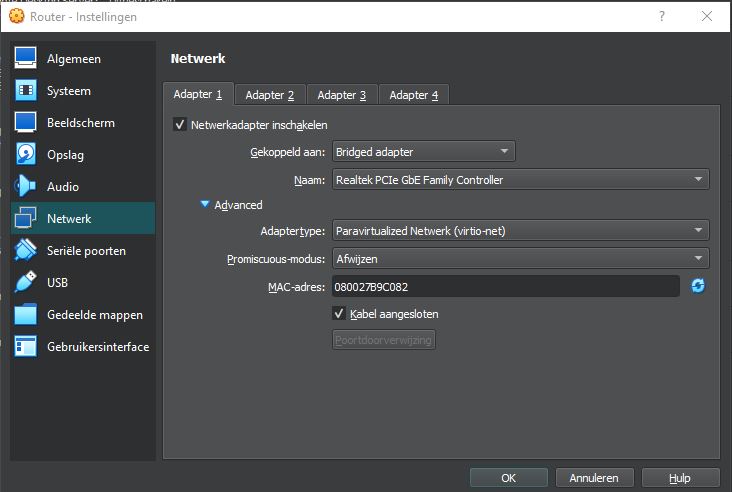 Router - Instellingen
?
Algemeen
Systeem
Beeldscherm
Opslag
Audio
Netwerk
Seriële poorten
USB
Gedeelde mappen
Gebruikersinterface
Netwerk
Adapter 1 Adapter 2 Adapter 3 Adapter 4
Netwerkadapter inschakelen
Gekoppeld aan: Bridged adapter
Naam: Realtek PCIe GbE Family Controller
Advanced
Adaptertype: Paravirtualized Netwerk (virtio-net)
Promiscuous-modus: Afwijzen
MAC-adres: 080027B9C082
Kabel aangesloten
Poortdoorverwijzing
OK Annuleren Hulp